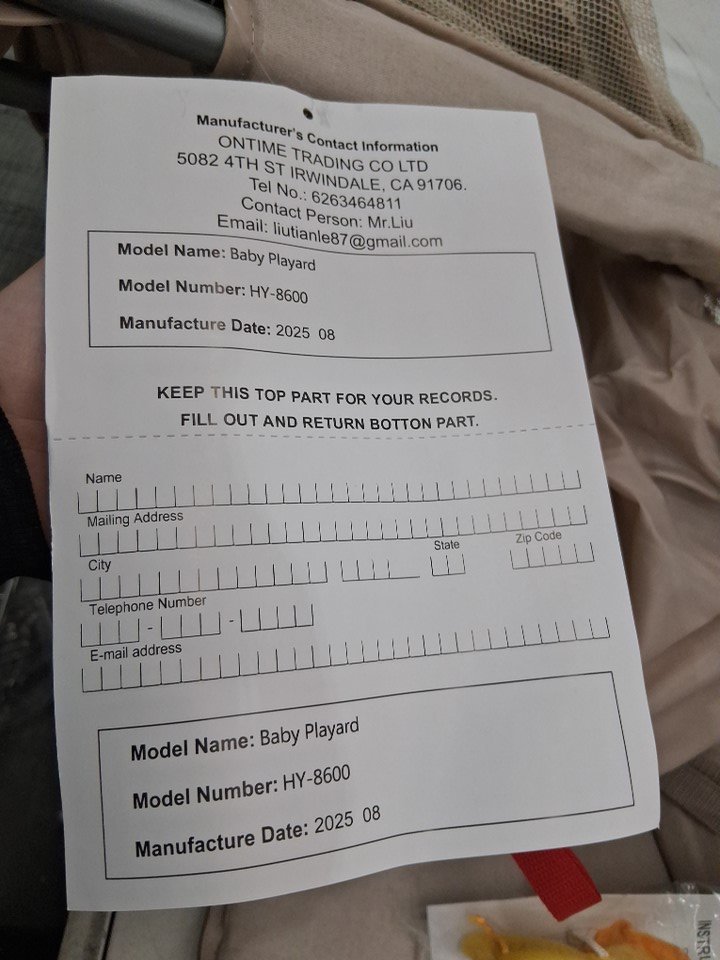 Manufacturer's Contact Information
ONTIME TRADING CO LTD
5082 4TH ST IRWINDALE, CA 91706.
Tel No.: 6263464811
Contact Person: Mr.Liu
Email: liutianle87@gmail.com
Model Name: Baby Playard
Model Number: HY-8600
Manufacture Date: 2025 08
KEEP THIS TOP PART FOR YOUR RECORDS.
FILL OUT AND RETURN BOTTON PART.
Name
Mailing Address
City State Zip Code
Telephone Number
- -
E-mail address
Model Name: Baby Playard
Model Number: HY-8600
Manufacture Date: 2025 08